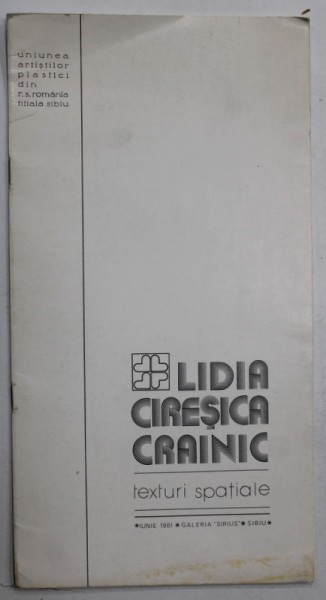 uniunea
artiştilor
plastici
din
r.s. românia
filiala sibiu
LIDIA
CIREŞICA
CRAINIC
texturi spaţiale
●IUNIE 1981 ● GALERIA "SIRIUS" ● SIBIU ●